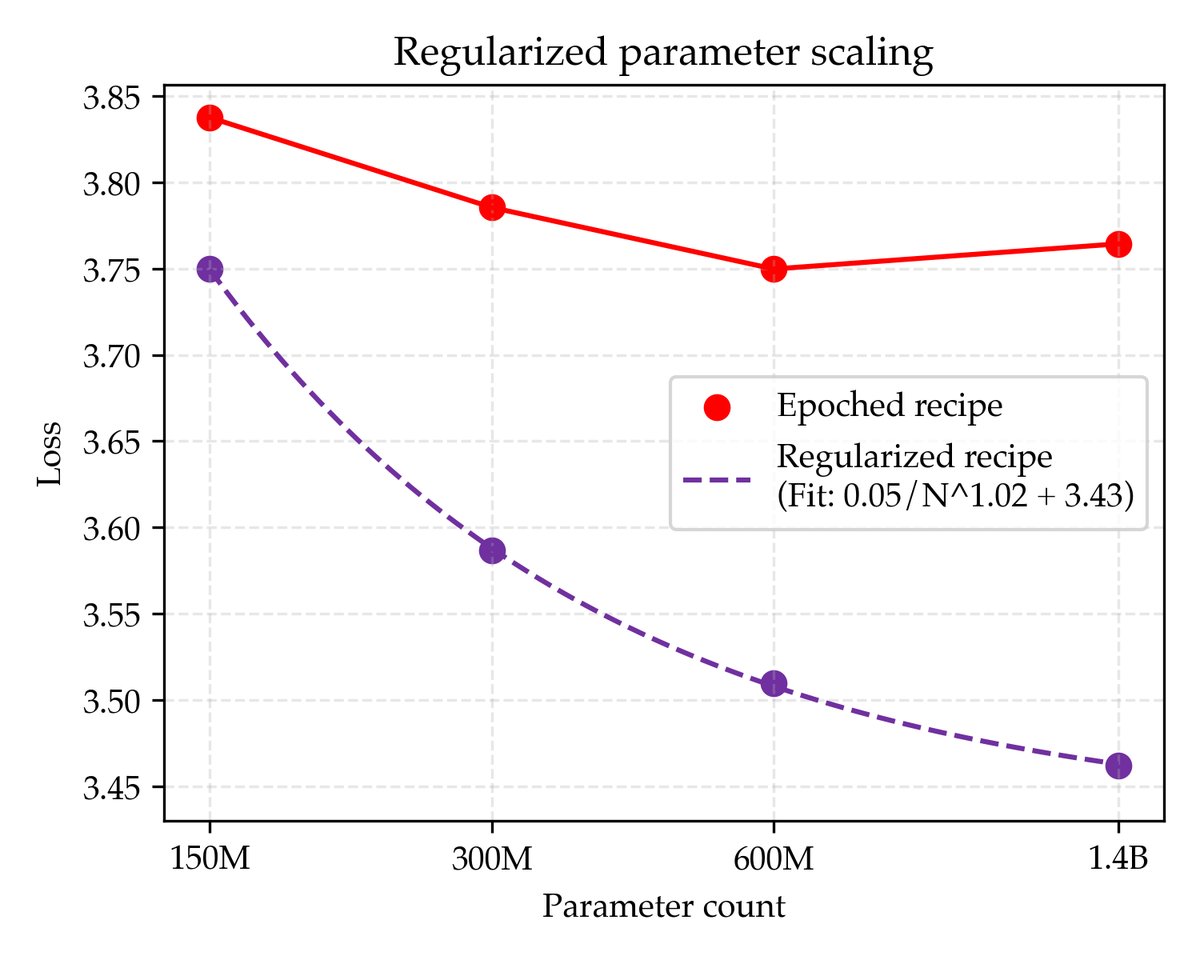 Regularized parameter scaling
3.85
3.80
3.75
3.70
3.65
3.60
3.55
3.50
3.45
Loss
Epoched recipe
Regularized recipe
(Fit: 0.05/N^1.02 + 3.43)
150M
300M
600M
1.4B
Parameter count